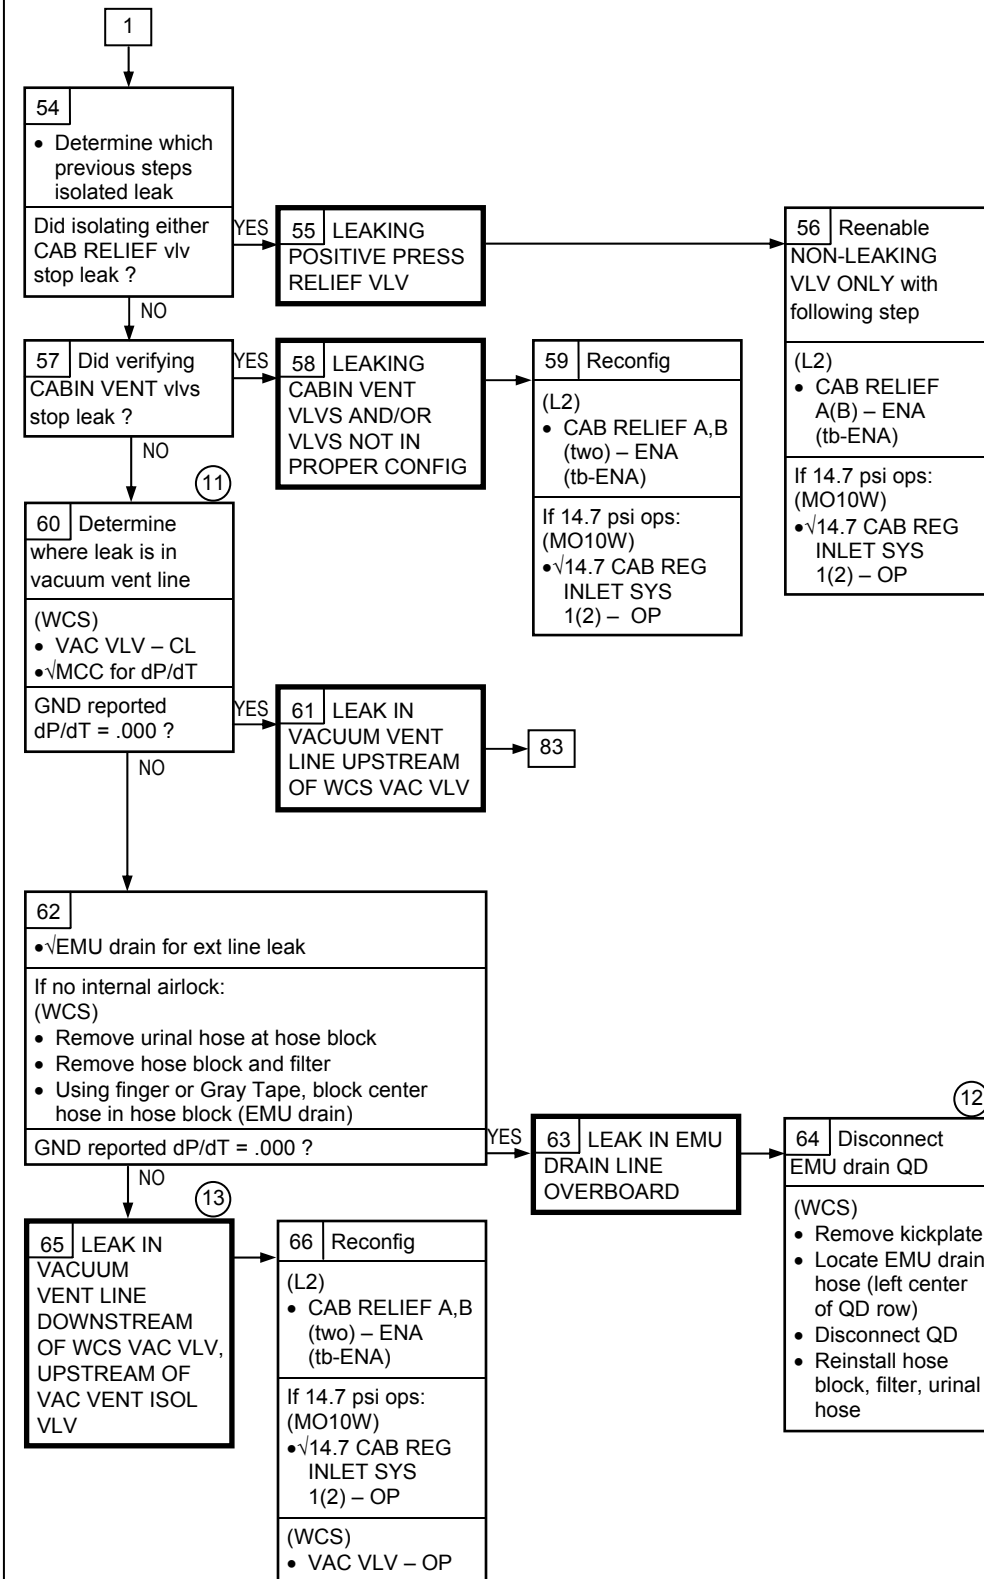 1
54
• Determine which
previous steps
isolated leak
Did isolating either
CAB RELIEF vlv
stop leak ?
YES
NO
55 LEAKING
POSITIVE PRESS
RELIEF VLV
56 Reenable
NON-LEAKING
VLV ONLY with
following step
(L2)
• CAB RELIEF
A(B) – ENA
(tb-ENA)
If 14.7 psi ops:
(MO10W)
•√14.7 CAB REG
INLET SYS
1(2) – OP
57 Did verifying
CABIN VENT vlvs
stop leak ?
YES
NO
58 LEAKING
CABIN VENT
VLVS AND/OR
VLVS NOT IN
PROPER CONFIG
59 Reconfig
(L2)
• CAB RELIEF A,B
(two) – ENA
(tb-ENA)
If 14.7 psi ops:
(MO10W)
•√14.7 CAB REG
INLET SYS
1(2) – OP
11
60 Determine
where leak is in
vacuum vent line
(WCS)
• VAC VLV – CL
•√MCC for dP/dT
GND reported
dP/dT = .000 ?
YES
NO
61 LEAK IN
VACUUM VENT
LINE UPSTREAM
OF WCS VAC VLV
83
62
•√EMU drain for ext line leak
If no internal airlock:
(WCS)
• Remove urinal hose at hose block
• Remove hose block and filter
• Using finger or Gray Tape, block center
hose in hose block (EMU drain)
GND reported dP/dT = .000 ?
YES
NO
63 LEAK IN EMU
DRAIN LINE
OVERBOARD
12
64 Disconnect
EMU drain QD
(WCS)
• Remove kickplate
• Locate EMU drain
hose (left center
of QD row)
• Disconnect QD
• Reinstall hose
block, filter, urinal
hose
13
65 LEAK IN
VACUUM
VENT LINE
DOWNSTREAM
OF WCS VAC VLV,
UPSTREAM OF
VAC VENT ISOL
VLV
66 Reconfig
(L2)
• CAB RELIEF A,B
(two) – ENA
(tb-ENA)
If 14.7 psi ops:
(MO10W)
•√14.7 CAB REG
INLET SYS
1(2) – OP
(WCS)
• VAC VLV – OP